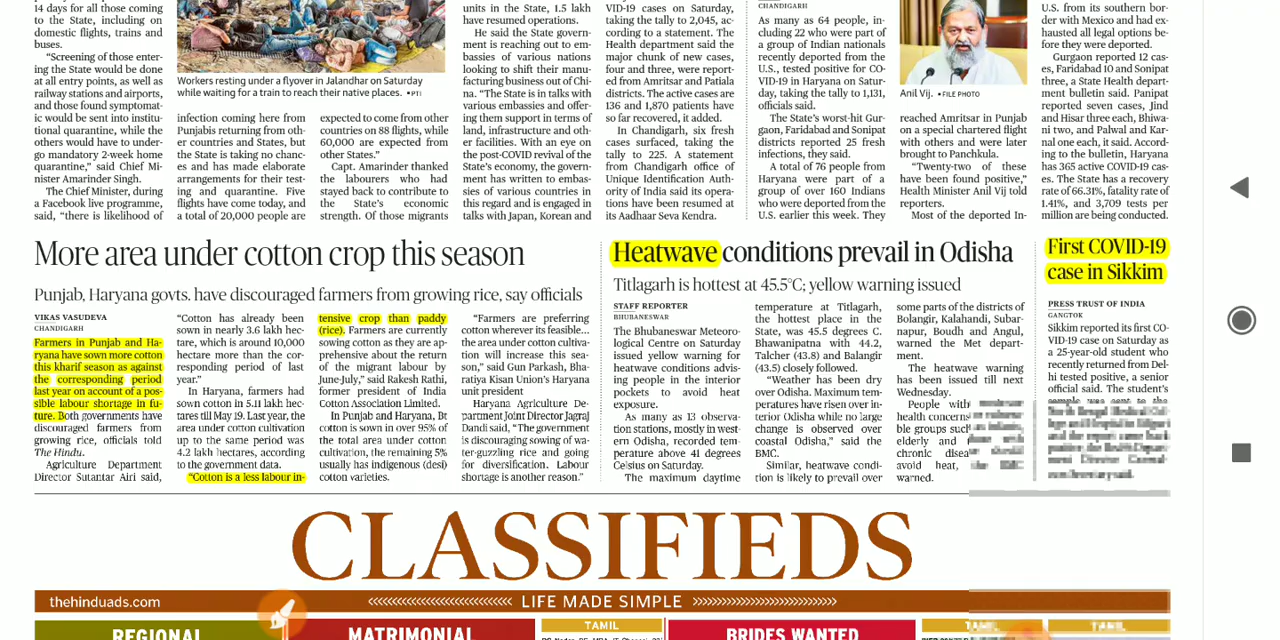 14 days for all those coming
to the State, including on
domestic flights, trains and
buses.
"Screening of those entering
the State would be done
at all entry points, as well as
railway stations and airports,
and those found symptomat-
ic would be sent into institu-
tional quarantine, while the
others would have to under-
go mandatory 2-week home
quarantine," said Chief Mi-
nister Amarinder Singh.
The Chief Minister, during
a Facebook live programme,
said, "there is likelihood of
Workers resting under a flyover in Jalandhar on Saturday
while waiting for a train to reach their native places. •PTI
infection coming here from
Punjabis returning from oth-
er countries and States, but
the State is taking no chanc-
es and has made elaborate
arrangements for their test-
ing and quarantine. Five
flights have come today, and
a total of 20,000 people are
expected to come from other
countries on 88 flights, while
60,000 are expected from
other States."
Capt. Amarinder thanked
the labourers who had
stayed back to contribute to
the State's economic
strength. Of those migrants
units in the State, 1.5 lakh
have resumed operations.
He said the State govern-
ment is reaching out to em-
bassies of various nations
looking to shift their manu-
facturing business out of Chi-
na. "The State is in talks with
various embassies and offer-
ing them support in terms of
land, infrastructure and oth-
er facilities. With an eye on
the post-COVID revival of the
State's economy, the govern-
ment has written to embas-
sies of various countries in
this regard and is engaged in
talks with Japan, Korean and
VID-19 cases on Saturday,
taking the tally to 2,045, ac-
cording to a statement. The
Health department said the
major chunk of new cases,
four and three, were report-
ed from Amritsar and Patiala
districts. The active cases are
136 and 1,870 patients have
so far recovered, it added.
In Chandigarh, six fresh
cases surfaced, taking the
tally to 225. A statement
from Chandigarh office of
Unique Identification Auth-
ority of India said its opera-
tions have been resumed at
its Aadhaar Seva Kendra.
CHANDIGARH
As many as 64 people, in-
cluding 22 who were part of
a group of Indian nationals
recently deported from the
U.S., tested positive for CO-
VID-19 in Haryana on Satur-
day, taking the tally to 1,131,
officials said.
The State's worst-hit Gur-
gaon, Faridabad and Sonipat
districts reported 25 fresh
infections, they said.
A total of 76 people from
Haryana were part of a
group of over 160 Indians
who were deported from the
U.S. earlier this week. They
Anil Vij. •FILE PHOTO
reached Amritsar in Punjab
on a special chartered flight
with others and were later
brought to Panchkula.
"Twenty-two of these
have been found positive,"
Health Minister Anil Vij told
reporters.
Most of the deported In-
U.S. from its southern bor-
der with Mexico and had ex-
hausted all legal options be-
fore they were deported.
Gurgaon reported 12 cas-
es, Faridabad 10 and Sonipat
three, a State Health depart-
ment bulletin said. Panipat
reported seven cases, Jind
and Hisar three each, Bhiwa-
ni two, and Palwal and Kar-
nal one each, it said. Accord-
ing to the bulletin, Haryana
has 365 active COVID-19 cas-
es. The State has a recovery
rate of 66.31%, fatality rate of
1.41%, and 3,709 tests per
million are being conducted.
More area under cotton crop this season
Punjab, Haryana govts. have discouraged farmers from growing rice, say officials
VIKAS VASUDEVA
CHANDIGARH
Farmers in Punjab and Ha-
ryana have sown more cotton
this kharif season as against
the corresponding period
last year on account of a pos-
sible labour shortage in fu-
ture. Both governments have
discouraged farmers from
growing rice, officials told
The Hindu.
Agriculture Department
Director Sutantar Airi said,
"Cotton has already been
sown in nearly 3.6 lakh hec-
tare, which is around 10,000
hectare more than the cor-
responding period of last
year."
In Haryana, farmers had
sown cotton in 5.11 lakh hec-
tares till May 19. Last year, the
area under cotton cultivation
up to the same period was
4.2 lakh hectares, according
to the government data.
"Cotton is a less labour in-
tensive crop than paddy
(rice). Farmers are currently
sowing cotton as they are ap-
prehensive about the return
of the migrant labour by
June-July," said Rakesh Rathi,
former president of India
Cotton Association Limited.
In Punjab and Haryana, Bt
cotton is sown in over 95% of
the total area under cotton
cultivation, the remaining 5%
usually has indigenous (desi)
cotton varieties.
"Farmers are preferring
cotton wherever its feasible...
the area under cotton cultiva-
tion will increase this sea-
son," said Gun Parkash, Bha-
ratiya Kisan Union's Haryana
unit president
Haryana Agriculture De-
partment Joint Director Jagraj
Dandi said, "The government
is discouraging sowing of wa-
ter-guzzling rice and going
for diversification. Labour
shortage is another reason."
Heatwave conditions prevail in Odisha
Titlagarh is hottest at 45.5°C; yellow warning issued
STAFF REPORTER
BHUBANESWAR
The Bhubaneswar Meteoro-
logical Centre on Saturday
issued yellow warning for
heatwave conditions advis-
ing people in the interior
pockets to avoid heat
exposure.
As many as 13 observa-
tion stations, mostly in west-
ern Odisha, recorded tem-
perature above 41 degrees
Celsius on Saturday.
The maximum daytime
temperature at Titlagarh,
the hottest place in the
State, was 45.5 degrees C.
Bhawanipatna with 44.2,
Talcher (43.8) and Balangir
(43.5) closely followed.
"Weather has been dry
over Odisha. Maximum tem-
peratures have risen over in-
terior Odisha while no large
change is observed over
coastal Odisha," said the
BMC.
Similar, heatwave condi-
tion is likely to prevail over
some parts of the districts of
Bolangir, Kalahandi, Subar-
napur, Boudh and Angul,
warned the Met depart-
ment.
The heatwave warning
has been issued till next
Wednesday.
People with
health concerns
ble groups such
elderly and
chronic disea
avoid heat,
warned.
First COVID-19
case in Sikkim
PRESS TRUST OF INDIA
GANGTOK
Sikkim reported its first CO-
VID-19 case on Saturday as
a 25-year-old student who
recently returned from Del-
hi tested positive, a senior
official said. The student's
sample was sent to the
CLASSIFIEDS
thehinduads.com
LIFE MADE SIMPLE
REGIONAL
MATRIMONIAL
TAMIL
BRIDES WANTED